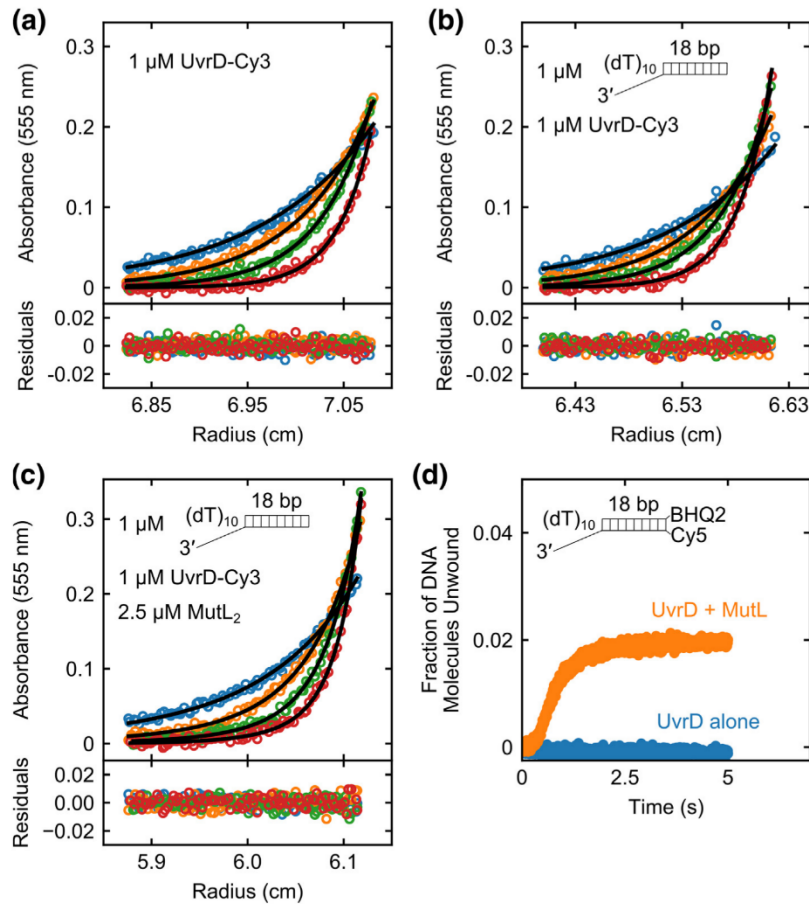 (a)
0.3
0.2
0.1
0
Absorbance (555 nm)
1 µM UvrD-Cy3
0.02
0
-0.02
Residuals
6.85
6.95
7.05
Radius (cm)
(b)
0.3
0.2
0.1
0
Absorbance (555 nm)
18 bp
1 µM
(dT)10
3′
1 µM UvrD-Cy3
0.02
0
-0.02
Residuals
6.43
6.53
6.63
Radius (cm)
(c)
0.3
0.2
0.1
0
Absorbance (555 nm)
18 bp
1 µM
(dT)10
3′
1 µM UvrD-Cy3
2.5 µM MutL2
0.02
0.00
−0.02
Residuals
5.9
6.0
6.1
Radius (cm)
(d)
0.04
0.02
0
Fraction of DNA
Molecules Unwound
18 bp
(dT)10
BHQ2
Cy5
3′
UvrD + MutL
UvrD alone
0
2.5
5
Time (s)